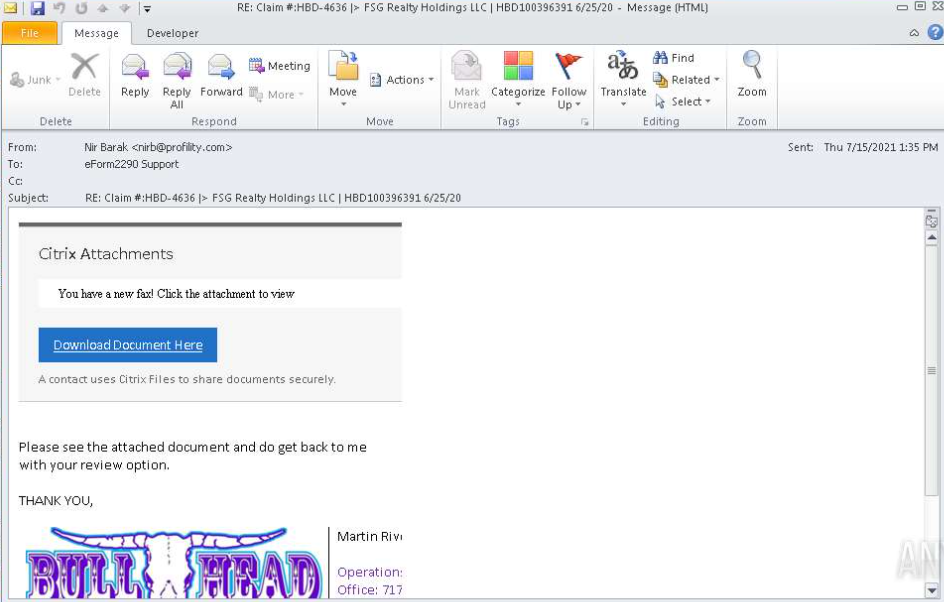 RE: Claim #:HBD-4636 |> FSG Realty Holdings LLC | HBD100396391 6/25/20 - Message (HTML)
File Message Developer
Junk
Delete
Reply
Reply All
Forward
Meeting
More
Move
Actions
Mark Unread
Categorize
Follow Up
Translate
Find
Related
Select
Zoom
Delete Respond Move Tags Editing Zoom
From: Nir Barak <nirb@profility.com> Sent: Thu 7/15/2021 1:35 PM
To: eForm2290 Support
Cc:
Subject: RE: Claim #:HBD-4636 |> FSG Realty Holdings LLC | HBD100396391 6/25/20
Citrix Attachments
You have a new fax! Click the attachment to view
Download Document Here
A contact uses Citrix Files to share documents securely.
Please see the attached document and do get back to me
with your review option.
THANK YOU,
BULL HEAD
Martin
Office: 717
AN